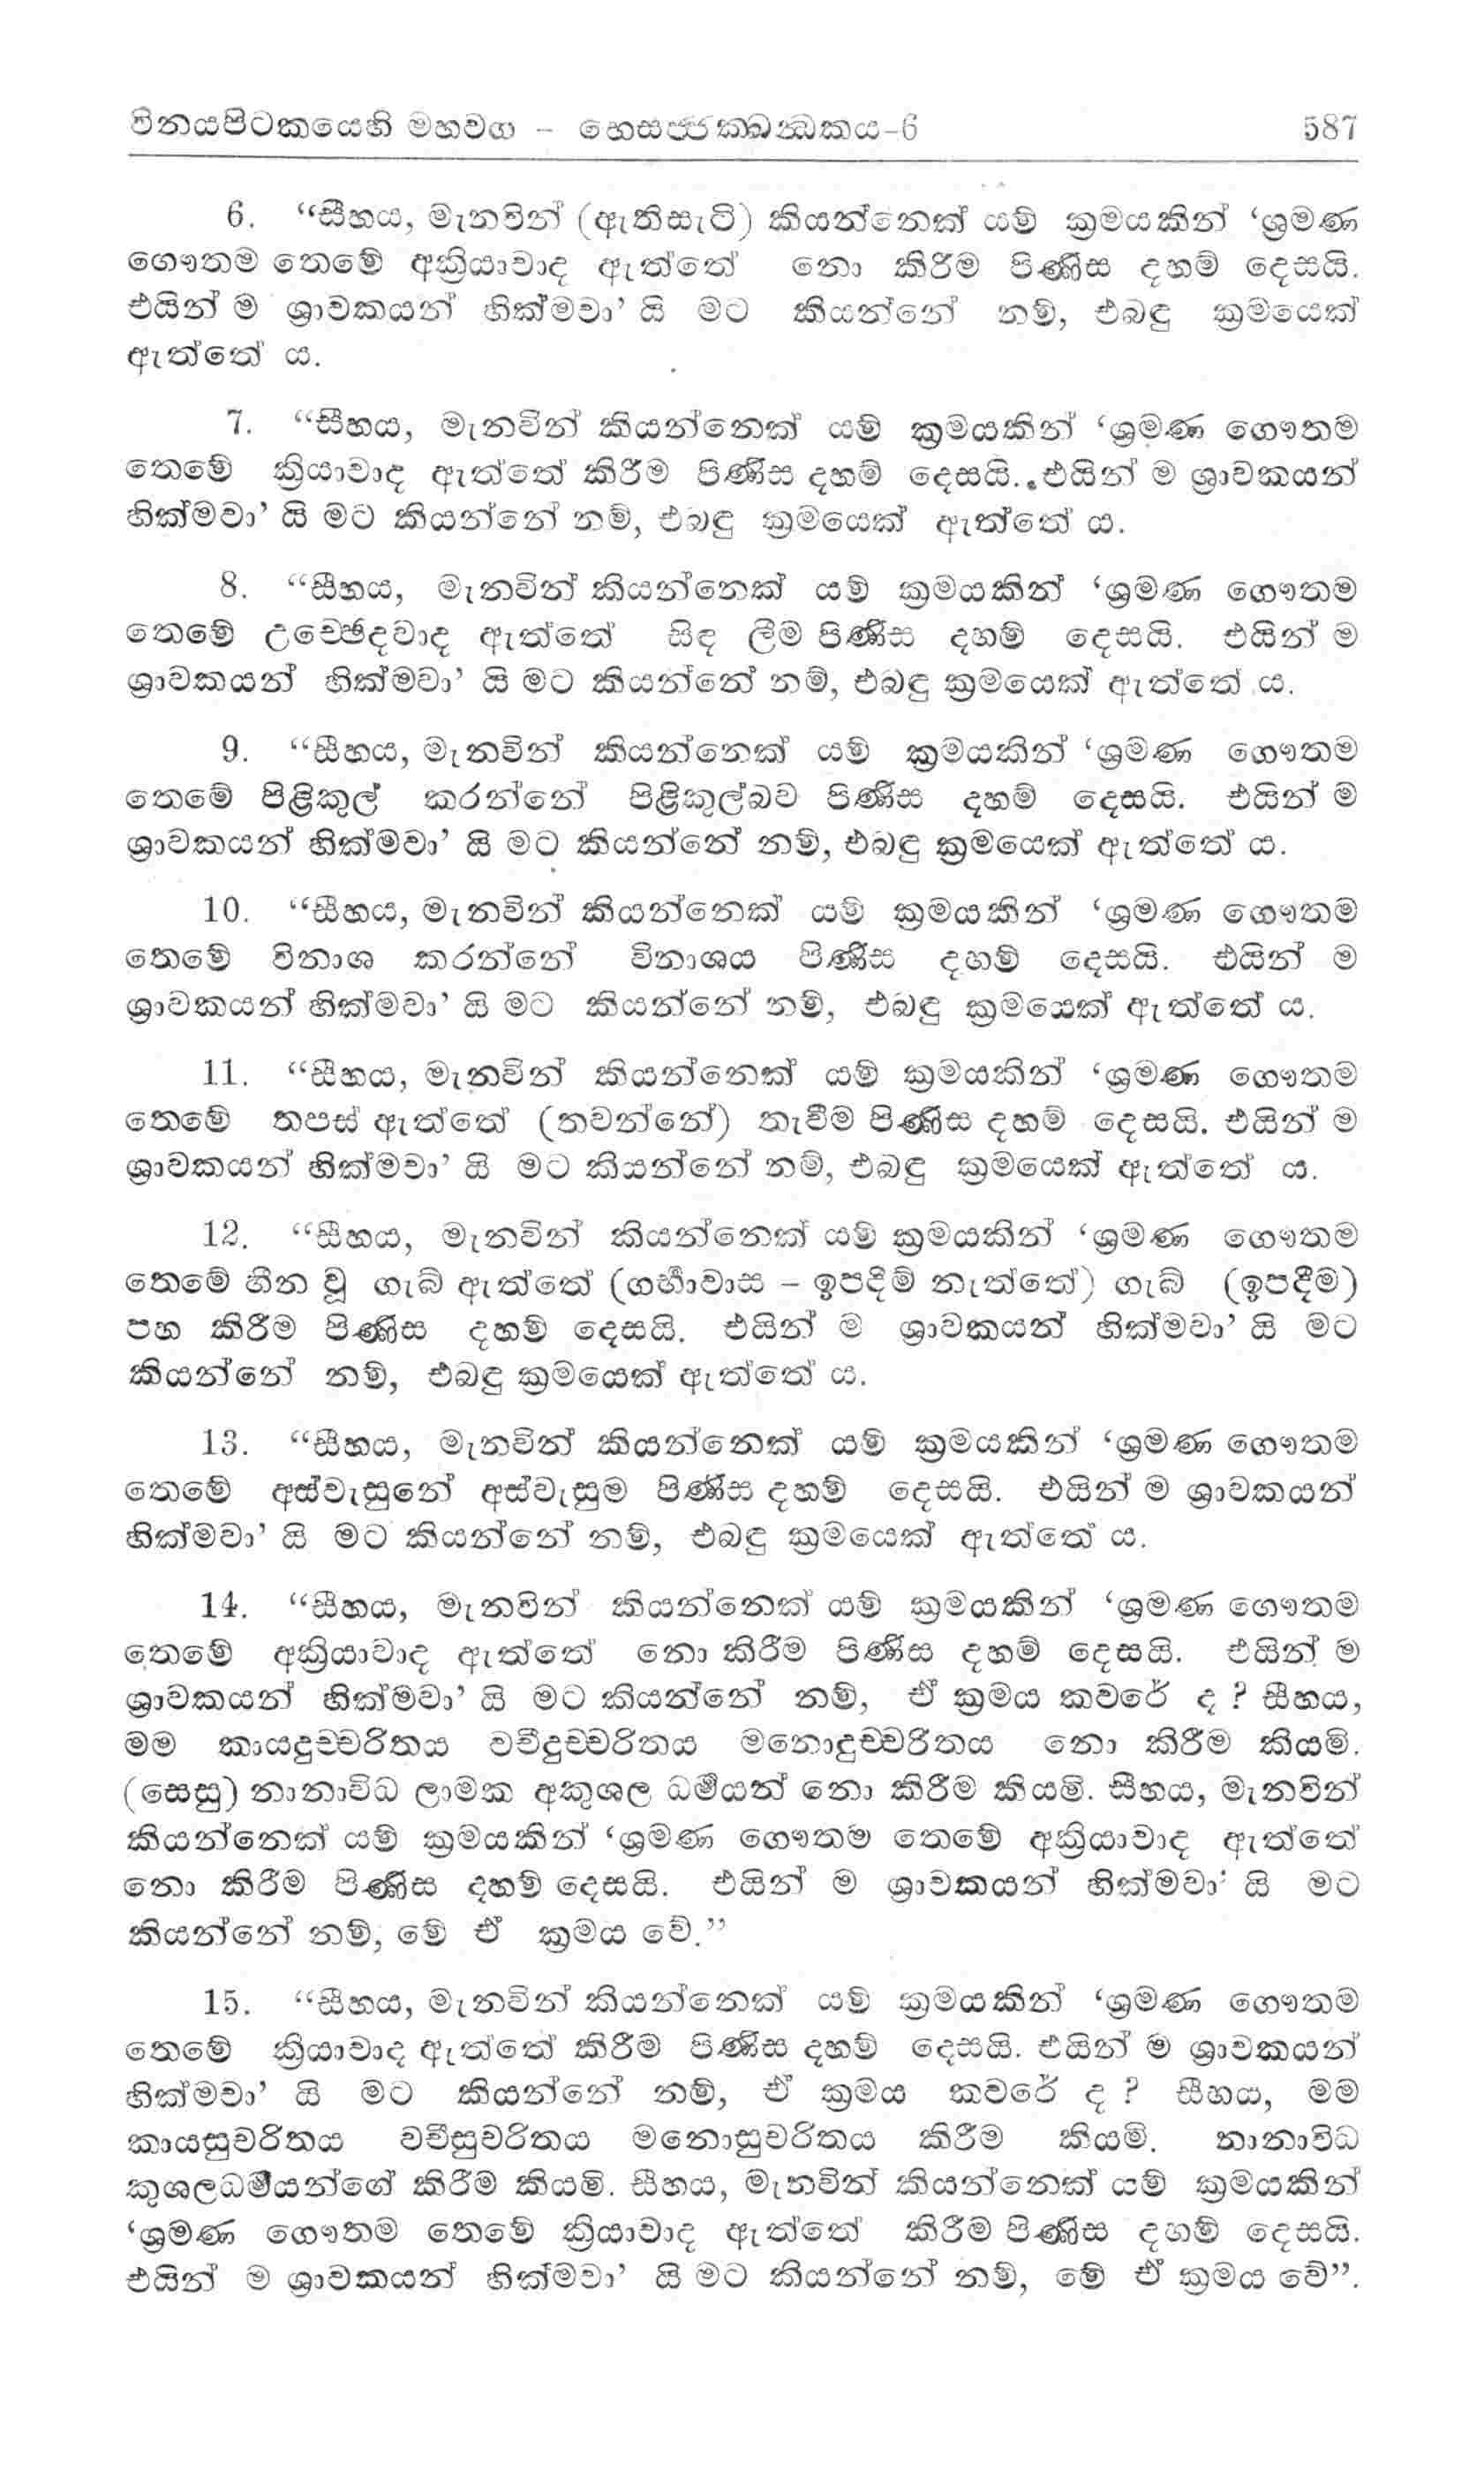 විනයපිටකයෙහි මහවග‍ - භෙසජ්ජක්ඛන්ධකය-6 587
6. “සීහය, මැනවින් (ඇතිසැටි) කියන්නෙක් යම් ක්‍රමයකින් ‘ශ්‍රමණ
ගෞතම තෙමේ අක්‍රියාවාද ඇත්තේ නො කිරීම පිණිස දහම් දෙසයි.
එයින් ම ශ්‍රාවකයන් හික්මවා’ යි මට කියන්නේ නම්, එබඳු ක්‍රමයෙක්
ඇත්තේ ය.
7. “සීහය, මැනවින් කියන්නෙක් යම් ක්‍රමයකින් ‘ශ්‍රමණ ගෞතම
තෙමේ ක්‍රියාවාද ඇත්තේ කිරීම පිණිස දහම් දෙසයි. එයින් ම ශ්‍රාවකයන්
හික්මවා’ යි මට කියන්නේ නම්, එබඳු ක්‍රමයෙක් ඇත්තේ ය.
8. “සීහය, මැනවින් කියන්නෙක් යම් ක්‍රමයකින් ‘ශ්‍රමණ ගෞතම
තෙමේ උච්ඡේදවාද ඇත්තේ සිඳ ලීම පිණිස දහම් දෙසයි. එයින් ම
ශ්‍රාවකයන් හික්මවා’ යි මට කියන්නේ නම්, එබඳු ක්‍රමයෙක් ඇත්තේ ය.
9. “සීහය, මැනවින් කියන්නෙක් යම් ක්‍රමයකින් ‘ශ්‍රමණ ගෞතම
තෙමේ පිළිකුල් කරන්නේ පිළිකුල්බව පිණිස දහම් දෙසයි. එයින් ම
ශ්‍රාවකයන් හික්මවා’ යි මට කියන්නේ නම්, එබඳු ක්‍රමයෙක් ඇත්තේ ය.
10. “සීහය, මැනවින් කියන්නෙක් යම් ක්‍රමයකින් ‘ශ්‍රමණ ගෞතම
තෙමේ විනාශ කරන්නේ විනාශය පිණිස දහම් දෙසයි. එයින් ම
ශ්‍රාවකයන් හික්මවා’ යි මට කියන්නේ නම්, එබඳු ක්‍රමයෙක් ඇත්තේ ය.
11. “සීහය, මැනවින් කියන්නෙක් යම් ක්‍රමයකින් ‘ශ්‍රමණ ගෞතම
තෙමේ තපස් ඇත්තේ (තවන්නේ) තැවීම පිණිස දහම් දෙසයි. එයින් ම
ශ්‍රාවකයන් හික්මවා’ යි මට කියන්නේ නම්, එබඳු ක්‍රමයෙක් ඇත්තේ ය.
12. “සීහය, මැනවින් කියන්නෙක් යම් ක්‍රමයකින් ‘ශ්‍රමණ ගෞතම
තෙමේ හීන වූ ගැබ් ඇත්තේ (ගර්‍භාවාස - ඉපදිම් නැත්තේ) ගැබ් (ඉපදීම)
පහ කිරීම පිණිස දහම් දෙසයි. එයින් ම ශ්‍රාවකයන් හික්මවා’ යි මට
කියන්නේ නම්, එබඳු ක්‍රමයෙක් ඇත්තේ ය.
13. “සීහය, මැනවින් කියන්නෙක් යම් ක්‍රමයකින් ‘ශ්‍රමණ ගෞතම
තෙමේ අස්වැසුනේ අස්වැසුම පිණිස දහම් දෙසයි. එයින් ම ශ්‍රාවකයන්
හික්මවා’ යි මට කියන්නේ නම්, එබඳු ක්‍රමයෙක් ඇත්තේ ය.
14. “සීහය, මැනවින් කියන්නෙක් යම් ක්‍රමයකින් ‘ශ්‍රමණ ගෞතම
තෙමේ අක්‍රියාවාද ඇත්තේ නො කිරීම පිණිස දහම් දෙසයි. එයින් ම
ශ්‍රාවකයන් හික්මවා’ යි මට කියන්නේ නම්, ඒ ක්‍රමය කවරේ ද ? සීහය,
මම කායදුච්චරිතය වචීදුච්චරිතය මනොදුච්චරිතය නො කිරීම කියමි.
(සෙසු) නානාවිධ ලාමක අකුශල ධර්‍මයන් නො කිරීම කියමි. සීහය, මැනවින්
කියන්නෙක් යම් ක්‍රමයකින් ‘ශ්‍රමණ ගෞතම තෙමේ අක්‍රියාවාද ඇත්තේ
නො කිරීම පිණිස දහම් දෙසයි. එයින් ම ශ්‍රාවකයන් හික්මවා’ යි මට
කියන්නේ නම්, මේ ඒ ක්‍රමය වේ.”
15. “සීහය, මැනවින් කියන්නෙක් යම් ක්‍රමයකින් ‘ශ්‍රමණ ගෞතම
තෙමේ ක්‍රියාවාද ඇත්තේ කිරීම පිණිස දහම් දෙසයි. එයින් ම ශ්‍රාවකයන්
හික්මවා’ යි මට කියන්නේ නම්, ඒ ක්‍රමය කවරේ ද ? සීහය, මම
කායසුචරිතය වචීසුචරිතය මනොසුචරිතය කිරීම කියමි. නානාවිධ
කුශලධර්‍මයන්ගේ කිරීම කියමි. සීහය, මැනවින් කියන්නෙක් යම් ක්‍රමයකින්
‘ශ්‍රමණ ගෞතම තෙමේ ක්‍රියාවාද ඇත්තේ කිරීම පිණිස දහම් දෙසයි.
එයින් ම ශ්‍රාවකයන් හික්මවා’ යි මට කියන්නේ නම්, මේ ඒ ක්‍රමය වේ”.